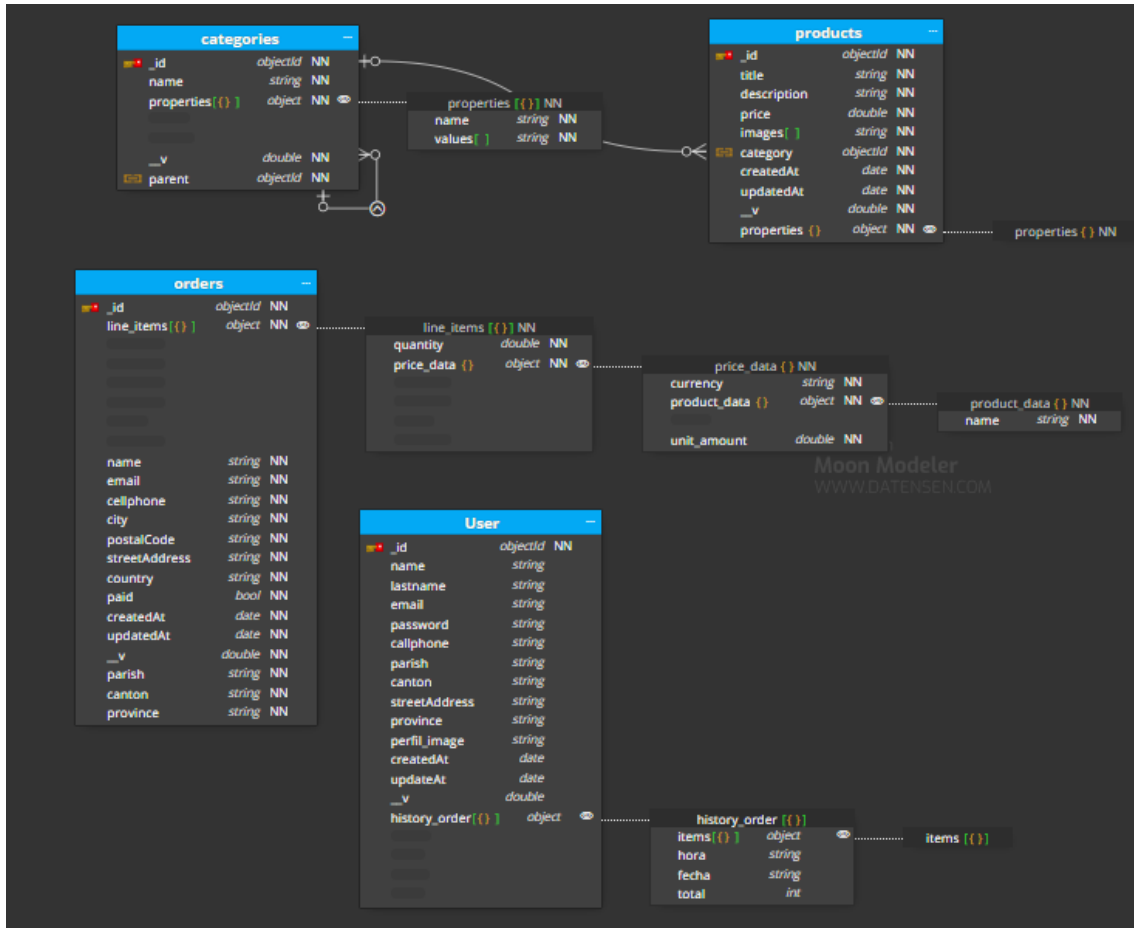 categories
_id objectId NN
name string NN
properties[{} ] object NN
__v double NN
parent objectId NN
properties [{}] NN
name string NN
values[ ] string NN
products
_id objectId NN
title string NN
description string NN
price double NN
images[ ] string NN
category objectId NN
createdAt date NN
updatedAt date NN
__v double NN
properties {} object NN
properties {} NN
orders
_id objectId NN
line_items[{} ] object NN
name string NN
email string NN
cellphone string NN
city string NN
postalCode string NN
streetAddress string NN
country string NN
paid bool NN
createdAt date NN
updatedAt date NN
__v double NN
parish string NN
canton string NN
province string NN
line_items [{}] NN
quantity double NN
price_data {} object NN
price_data {} NN
currency string NN
product_data {} object NN
unit_amount double NN
product_data {} NN
name string NN
Moon Modeler
WWW.DATENSEN.COM
User
_id objectId NN
name string
lastname string
email string
password string
callphone string
parish string
canton string
streetAddress string
province string
perfil_image string
createdAt date
updateAt date
__v double
history_order[{} ] object
history_order [{}]
items[{} ] object
hora string
fecha string
total int
items [{}]